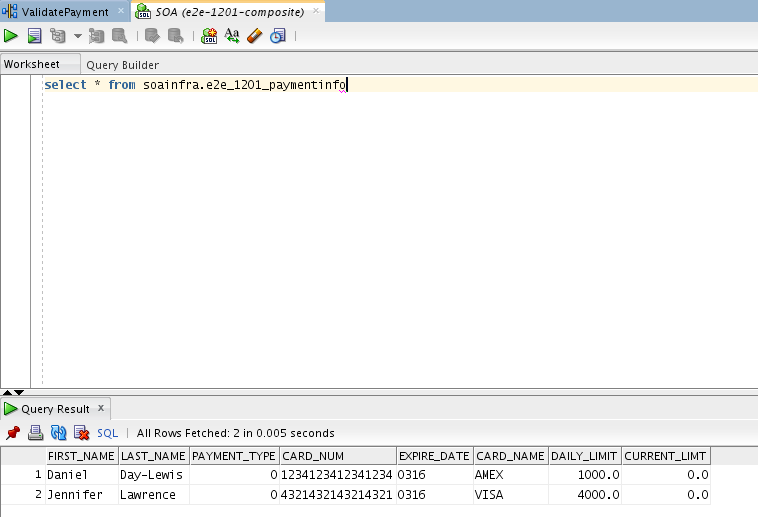 ValidatePayment × SOA (e2e-1201-composite) ×
Worksheet Query Builder
select * from soainfra.e2e_1201_paymentinfo
Query Result x
SQL | All Rows Fetched: 2 in 0.005 seconds
FIRST_NAME LAST_NAME PAYMENT_TYPE CARD_NUM EXPIRE_DATE CARD_NAME DAILY_LIMIT CURRENT_LIMT
1 Daniel Day-Lewis 0 1234123412341234 0316 AMEX 1000.0 0.0
2 Jennifer Lawrence 0 4321432143214321 0316 VISA 4000.0 0.0